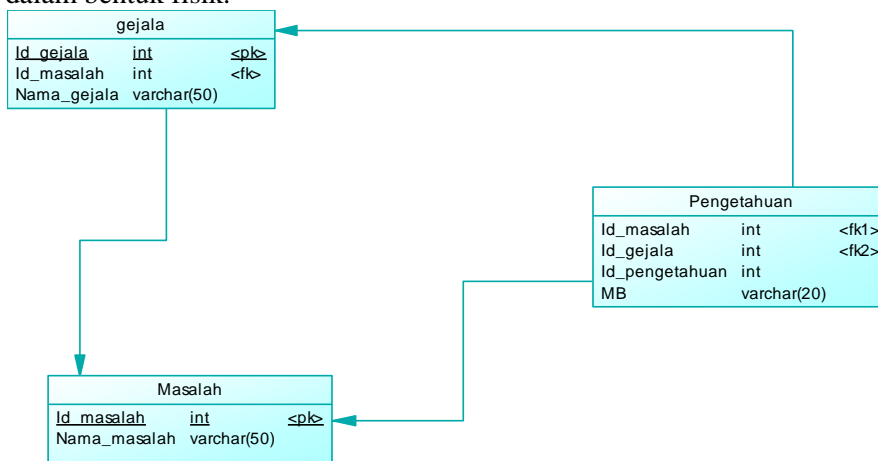 dalam bentuk fisik.
gejala
Id_gejala int <pk>
Id_masalah int <fk>
Nama_gejala varchar(50)
Pengetahuan
Id_masalah int <fk1>
Id_gejala int <fk2>
Id_pengetahuan int
MB varchar(20)
Masalah
Id_masalah int <pk>
Nama_masalah varchar(50)